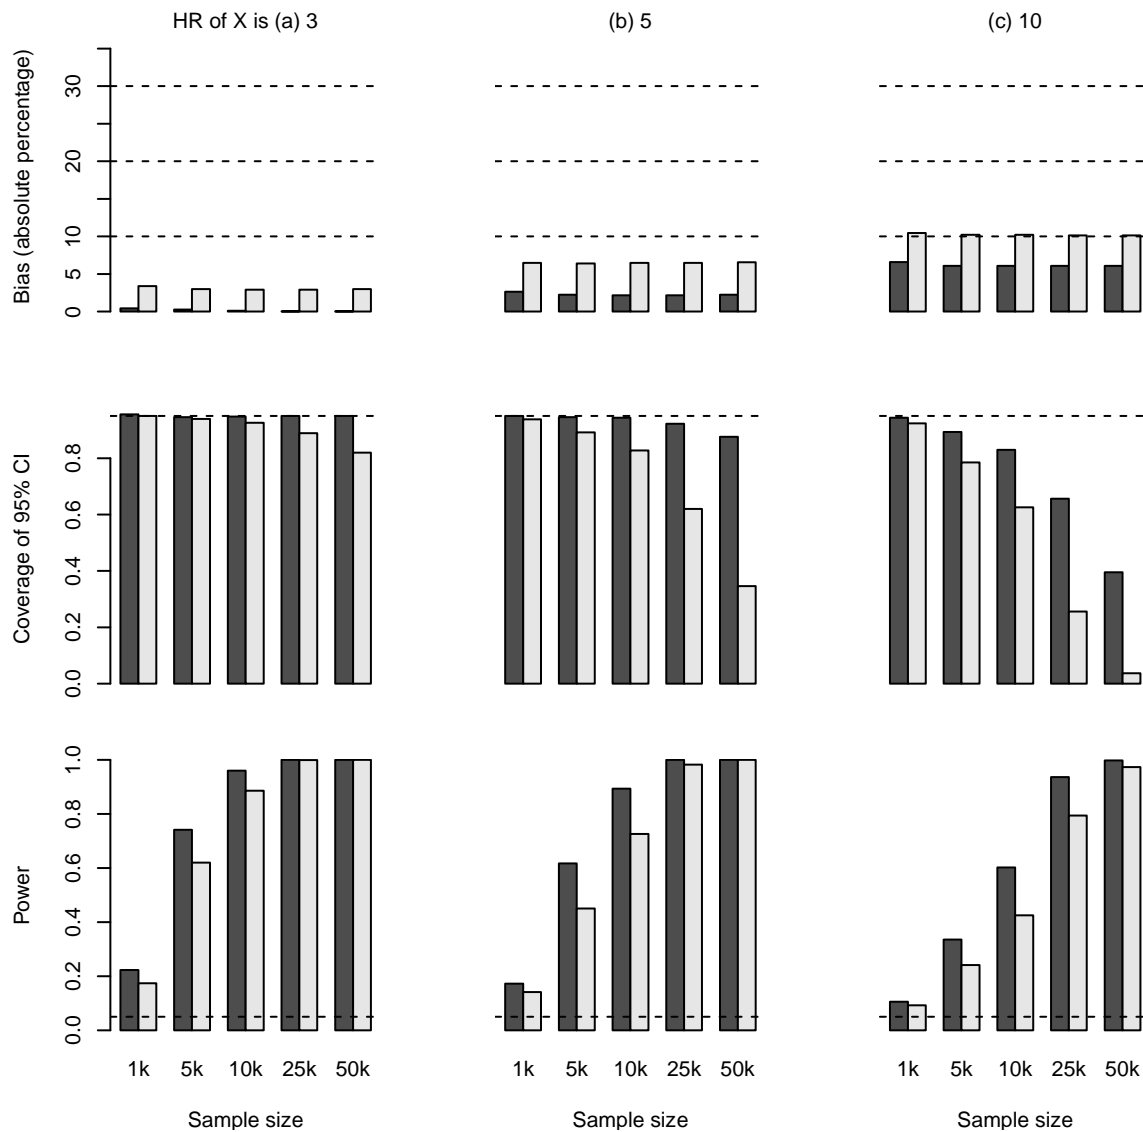 HR of X is (a) 3
(b) 5
(c) 10
Bias (absolute percentage)
30
20
10
5
0
Coverage of 95% CI
0.8
0.6
0.4
0.2
0.0
Power
1.0
0.8
0.6
0.4
0.2
0.0
1k 5k 10k 25k 50k
1k 5k 10k 25k 50k
1k 5k 10k 25k 50k
Sample size
Sample size
Sample size